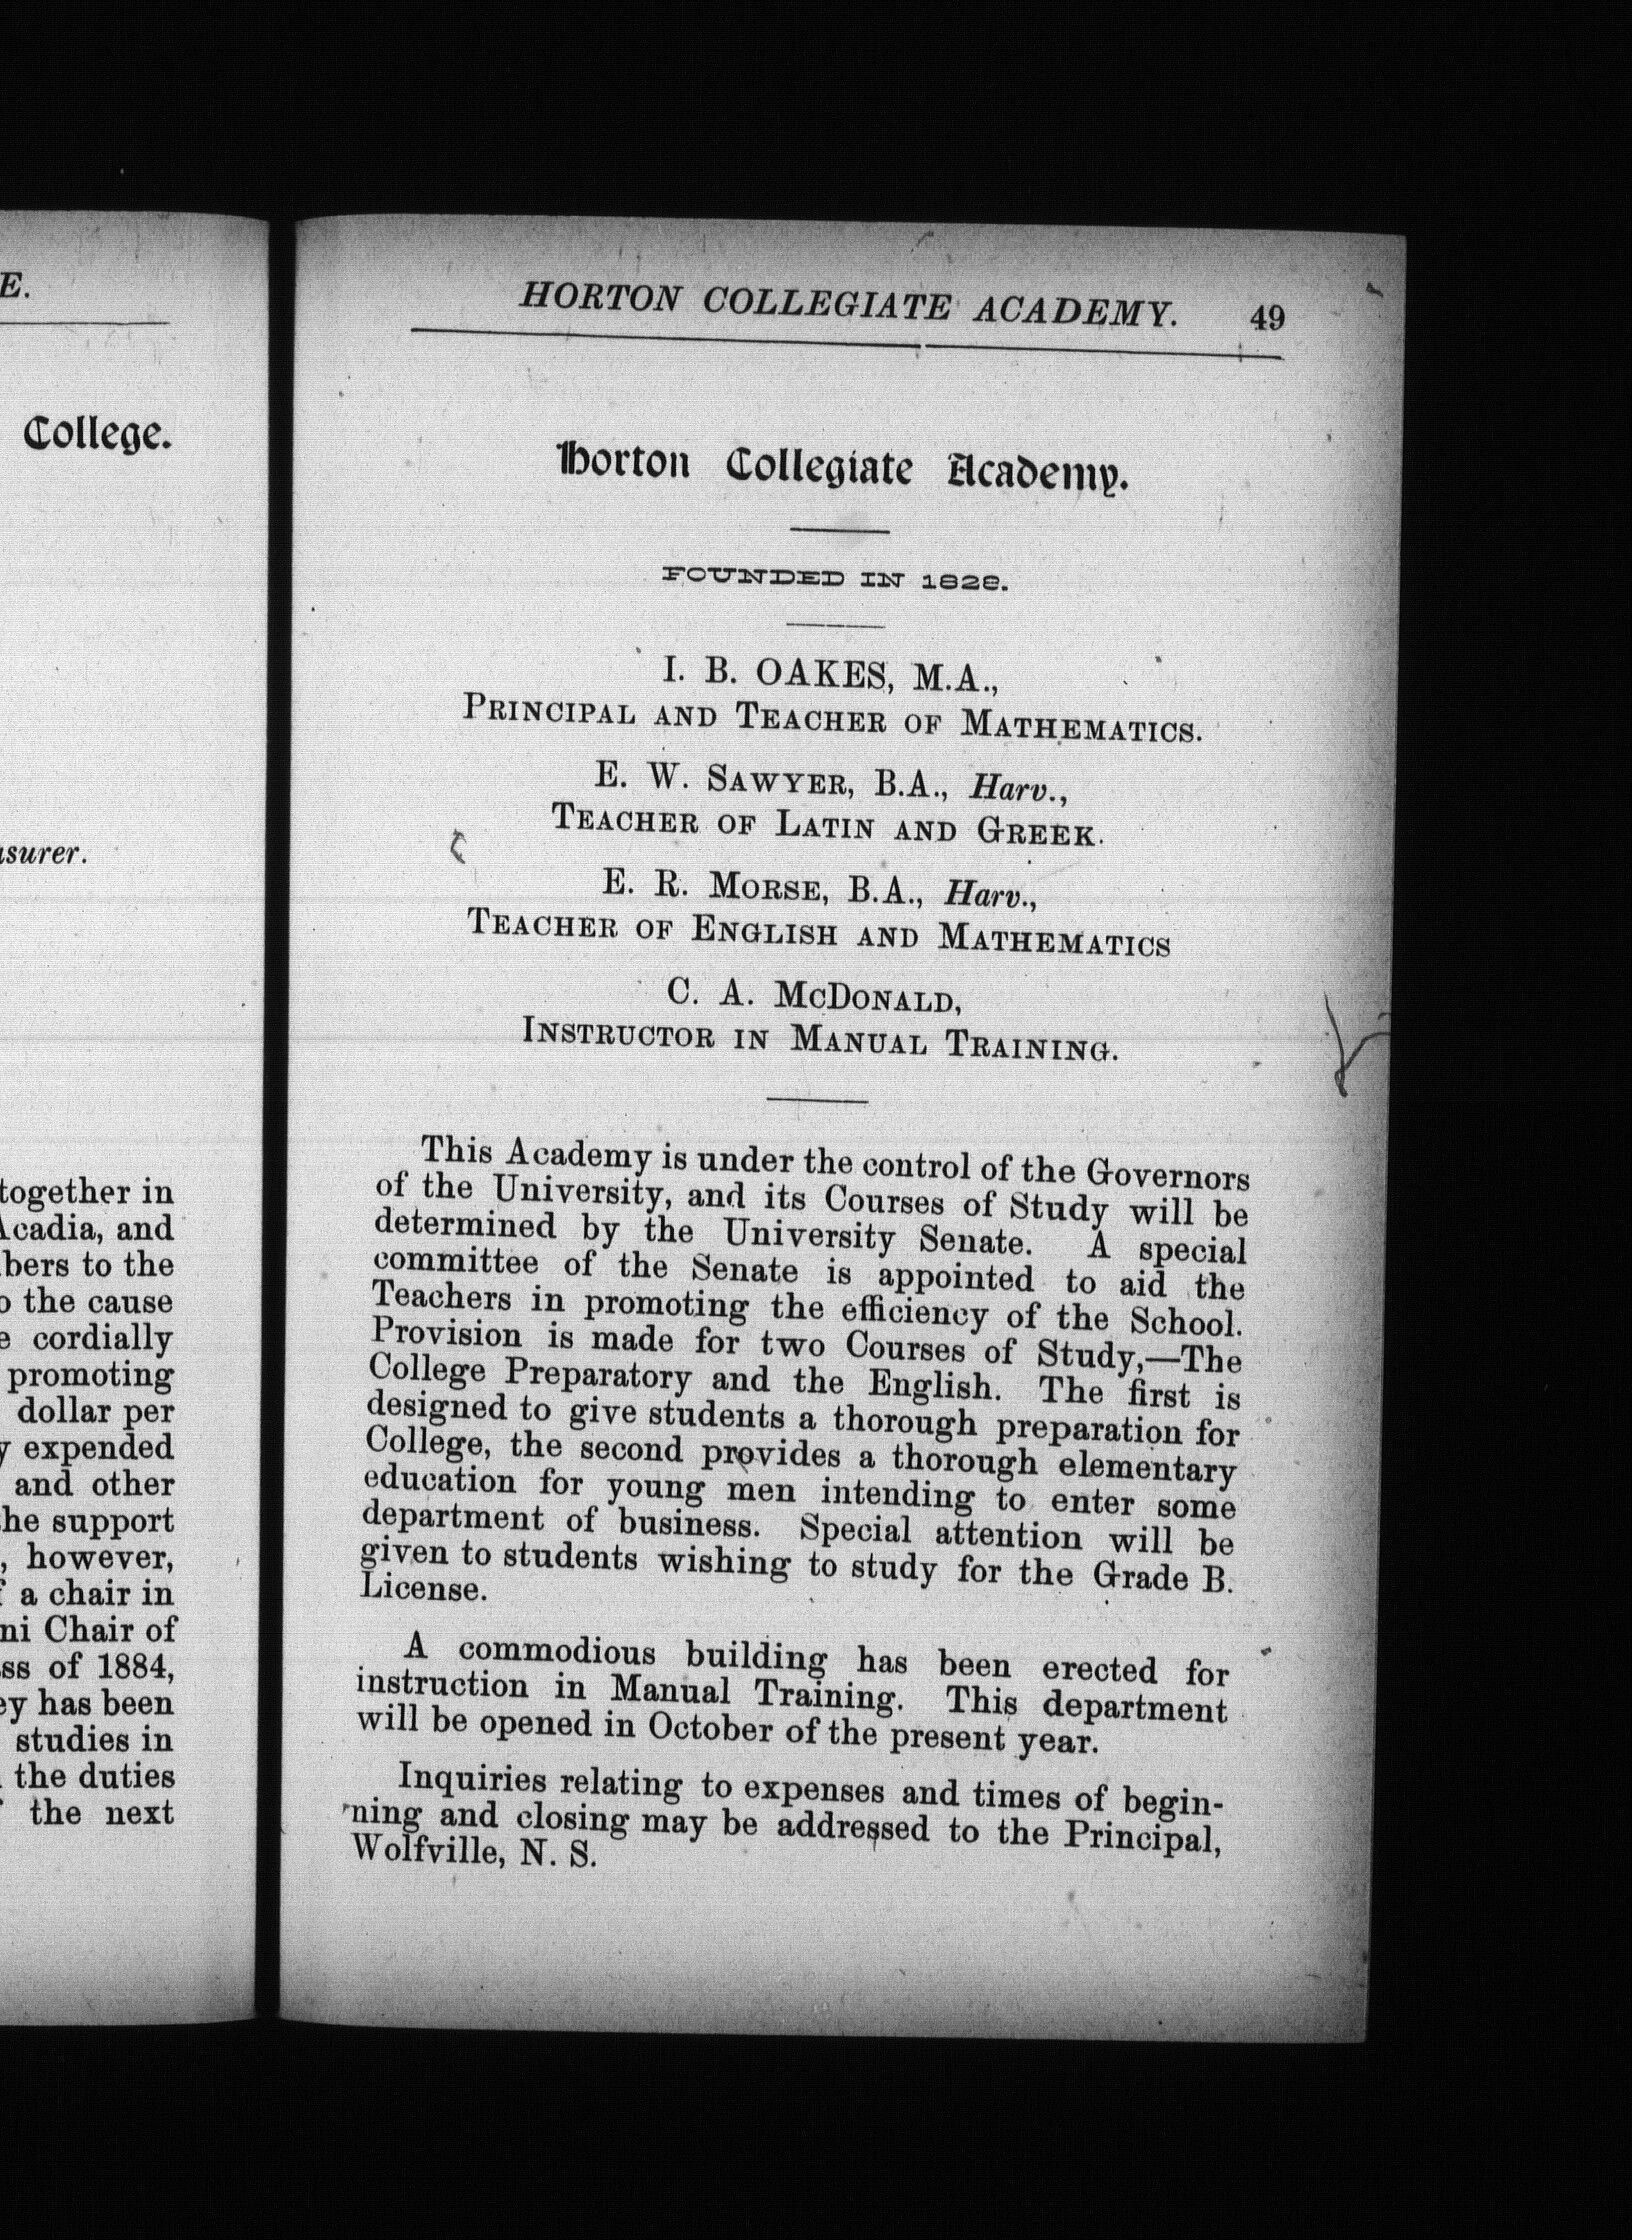 E.
College.
surer.
together in
Acadia, and
bers to the
o the cause
e cordially
promoting
dollar per
y expended
and other
he support
, however,
f a chair in
ni Chair of
ss of 1884,
ey has been
studies in
the duties
f the next
HORTON COLLEGIATE ACADEMY. 49
Horton Collegiate Academy.
FOUNDED IN 1828.
I. B. OAKES, M.A.,
PRINCIPAL AND TEACHER OF MATHEMATICS.
E. W. SAWYER, B.A., Harv.,
TEACHER OF LATIN AND GREEK.
E. R. MORSE, B.A., Harv.,
TEACHER OF ENGLISH AND MATHEMATICS
C. A. MCDONALD,
INSTRUCTOR IN MANUAL TRAINING.
This Academy is under the control of the Governors
of the University, and its Courses of Study will be
determined by the University Senate. A special
committee of the Senate is appointed to aid the
Teachers in promoting the efficiency of the School.
Provision is made for two Courses of Study,—The
College Preparatory and the English. The first is
designed to give students a thorough preparation for
College, the second provides a thorough elementary
education for young men intending to enter some
department of business. Special attention will be
given to students wishing to study for the Grade B.
License.
A commodious building has been erected for
instruction in Manual Training. This department
will be opened in October of the present year.
Inquiries relating to expenses and times of begin-
ning and closing may be addressed to the Principal,
Wolfville, N. S.